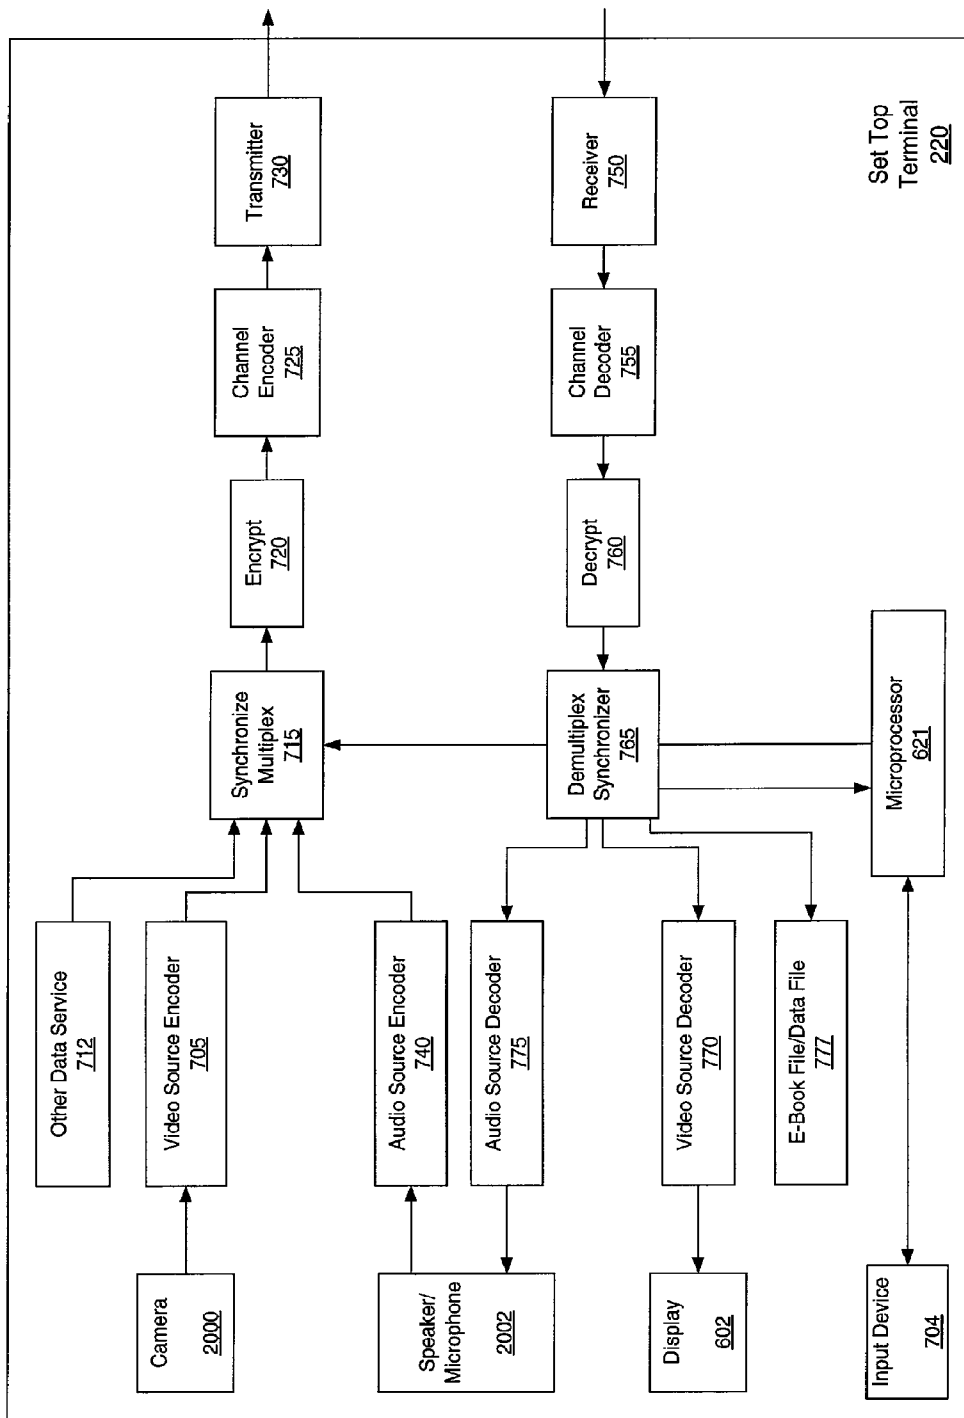 Camera
2000
Video Source Encoder
705
Other Data Service
712
Synchronize
Multiplex
715
Encrypt
720
Channel
Encoder
725
Transmitter
730
Speaker/
Microphone
2002
Audio Source Encoder
740
Audio Source Decoder
775
Display
602
Video Source Decoder
770
E-Book File/Data File
777
Demultiplex
Synchronizer
765
Decrypt
760
Channel
Decoder
755
Receiver
750
Input Device
704
Microprocessor
621
Set Top
Terminal
220